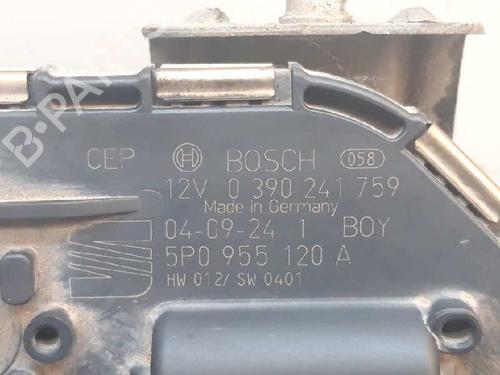 CEP BOSCH 058
12V 0 390 241 759
Made in Germany
04-09-24 1 BOY
5P0 955 120 A
HW 012/ SW 0401
B-PARTS